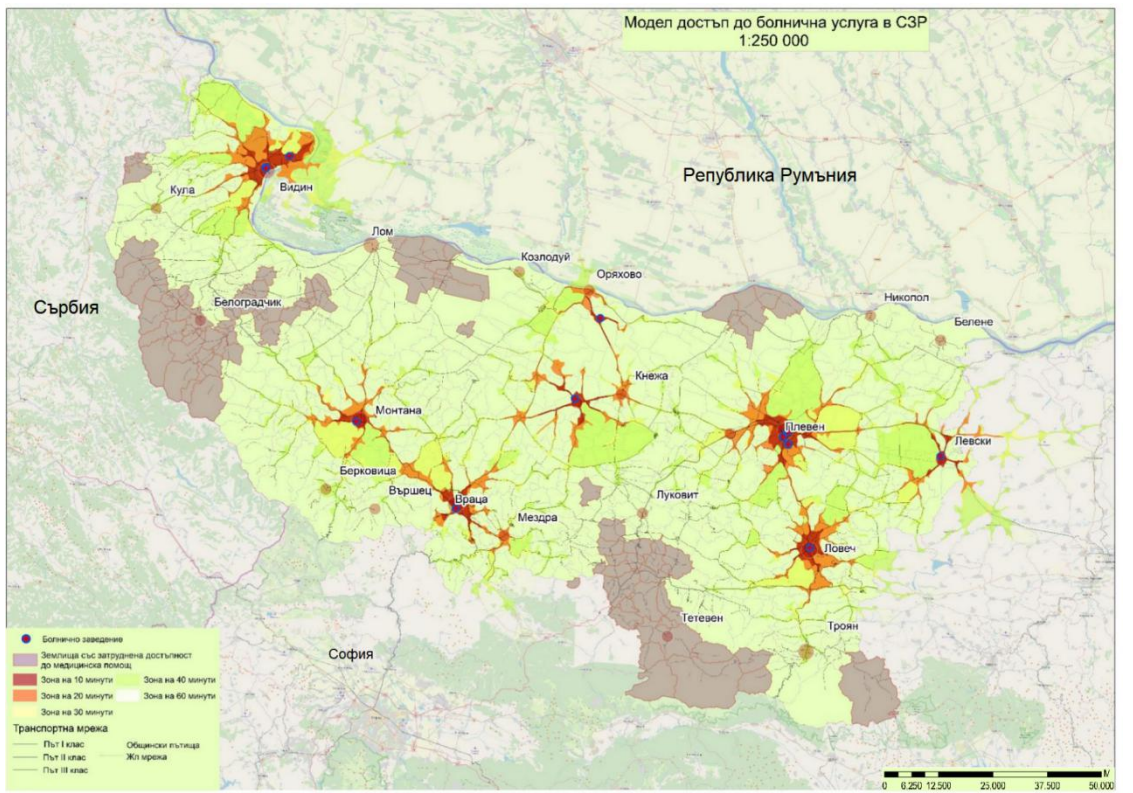 Модел достъп до болнична услуга в СЗР
1:250 000
Република Румъния
Кула
Видин
Лом
Козлодуй
Оряхово
Никопол
Белене
Сърбия
Белоградчик
Кнежа
Монтана
Плевен
Левски
Берковица
Вършец
Враца
Луковит
Мездра
Ловеч
Тетевен
Троян
София
Болнично заведение
Землища със затруднена достъпност
до медицинска помощ
Зона на 10 минути Зона на 40 минути
Зона на 20 минути Зона на 60 минути
Зона на 30 минути
Транспортна мрежа
Път I клас Общински пътища
Път II клас Жп мрежа
Път III клас
М
0 6.250 12.500 25.000 37.500 50.000